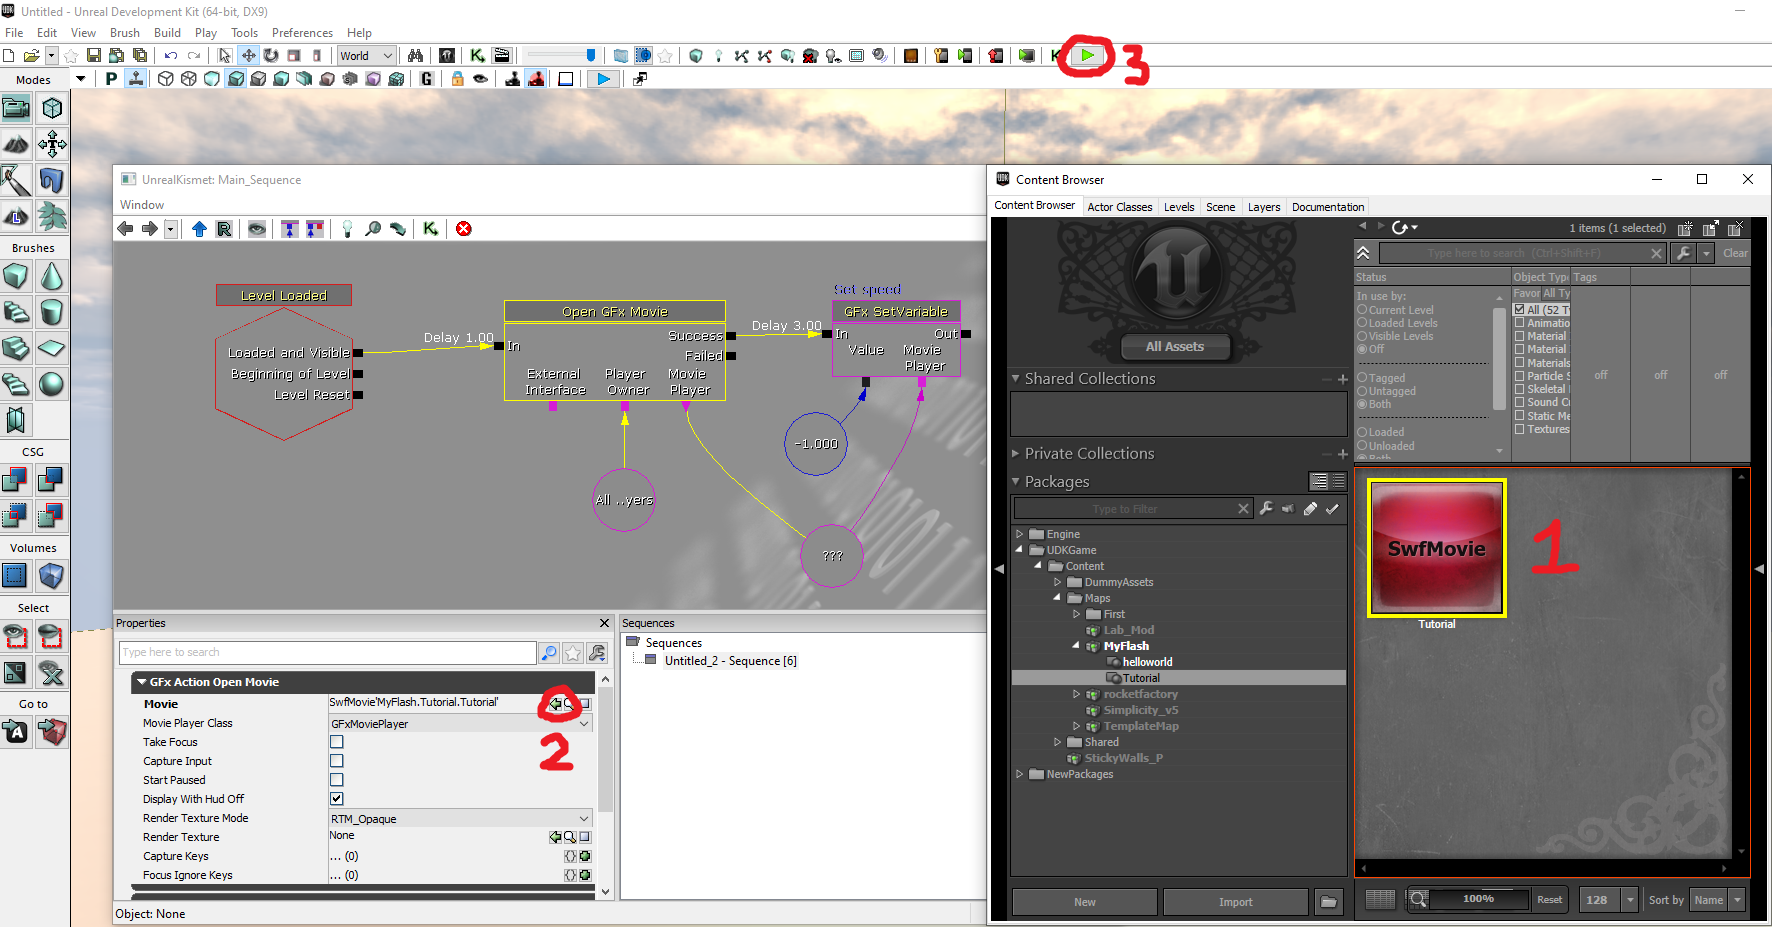 Untitled - Unreal Development Kit (64-bit, DX9)
File Edit View Brush Build Play Tools Preferences Help
World
3
Modes
P
G
Brushes
CSG
Volumes
Select
Go to
UnrealKismet: Main_Sequence
Window
Level Loaded
Loaded and Visible
Beginning of Level
Level Reset
Delay 1.00
Open GFx Movie
In
Success
Failed
External Interface
Player Owner
Movie Player
Delay 3.00
Set speed
GFx SetVariable
In
Out
Value
Movie Player
-1.000
All ..yers
???
Properties
Type here to search
GFx Action Open Movie
Movie SwfMovie'MyFlash.Tutorial.Tutorial'
2
Movie Player Class GFxMoviePlayer
Take Focus
Capture Input
Start Paused
Display With Hud Off
Render Texture Mode RTM_Opaque
Render Texture None
Capture Keys ... (0)
Focus Ignore Keys ... (0)
Object: None
Sequences
Sequences
Untitled_2 - Sequence [6]
Content Browser
Content Browser Actor Classes Levels Scene Layers Documentation
All Assets
Shared Collections
Private Collections
Packages
Type to Filter
Engine
UDKGame
Content
DummyAssets
Maps
First
Lab_Mod
MyFlash
helloworld
Tutorial
rocketfactory
Simplicity_v5
TemplateMap
Shared
StickyWalls_P
NewPackages
New Import
1 items (1 selected)
Type here to search (Ctrl+Shift+F)
Clear
Status
In use by:
Current Level
Loaded Levels
Visible Levels
Off
Tagged
Untagged
Both
Loaded
Unloaded
Both
Object Type
Favor All Ty
All (52 T
Animatio
Material
Material
Materials
Particle S
Skeletal
Sound C
Static Me
Textures
Tags
off off off
SwfMovie
Tutorial
1
100% Reset 128 Sort by Name